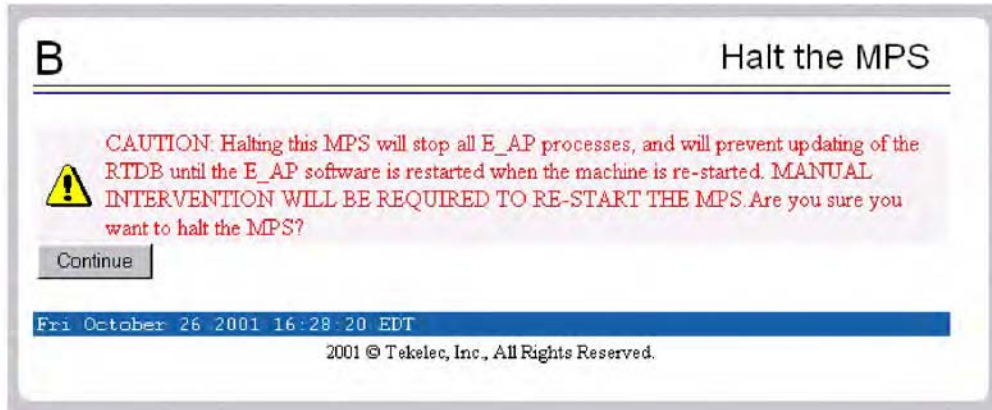 B
Halt the MPS
CAUTION: Halting this MPS will stop all E_AP processes, and will prevent updating of the
RTDB until the E_AP software is restarted when the machine is re-started. MANUAL
INTERVENTION WILL BE REQUIRED TO RE-START THE MPS.Are you sure you
want to halt the MPS?
Continue
Fri October 26 2001 16:28:20 EDT
2001 © Tekelec, Inc., All Rights Reserved.